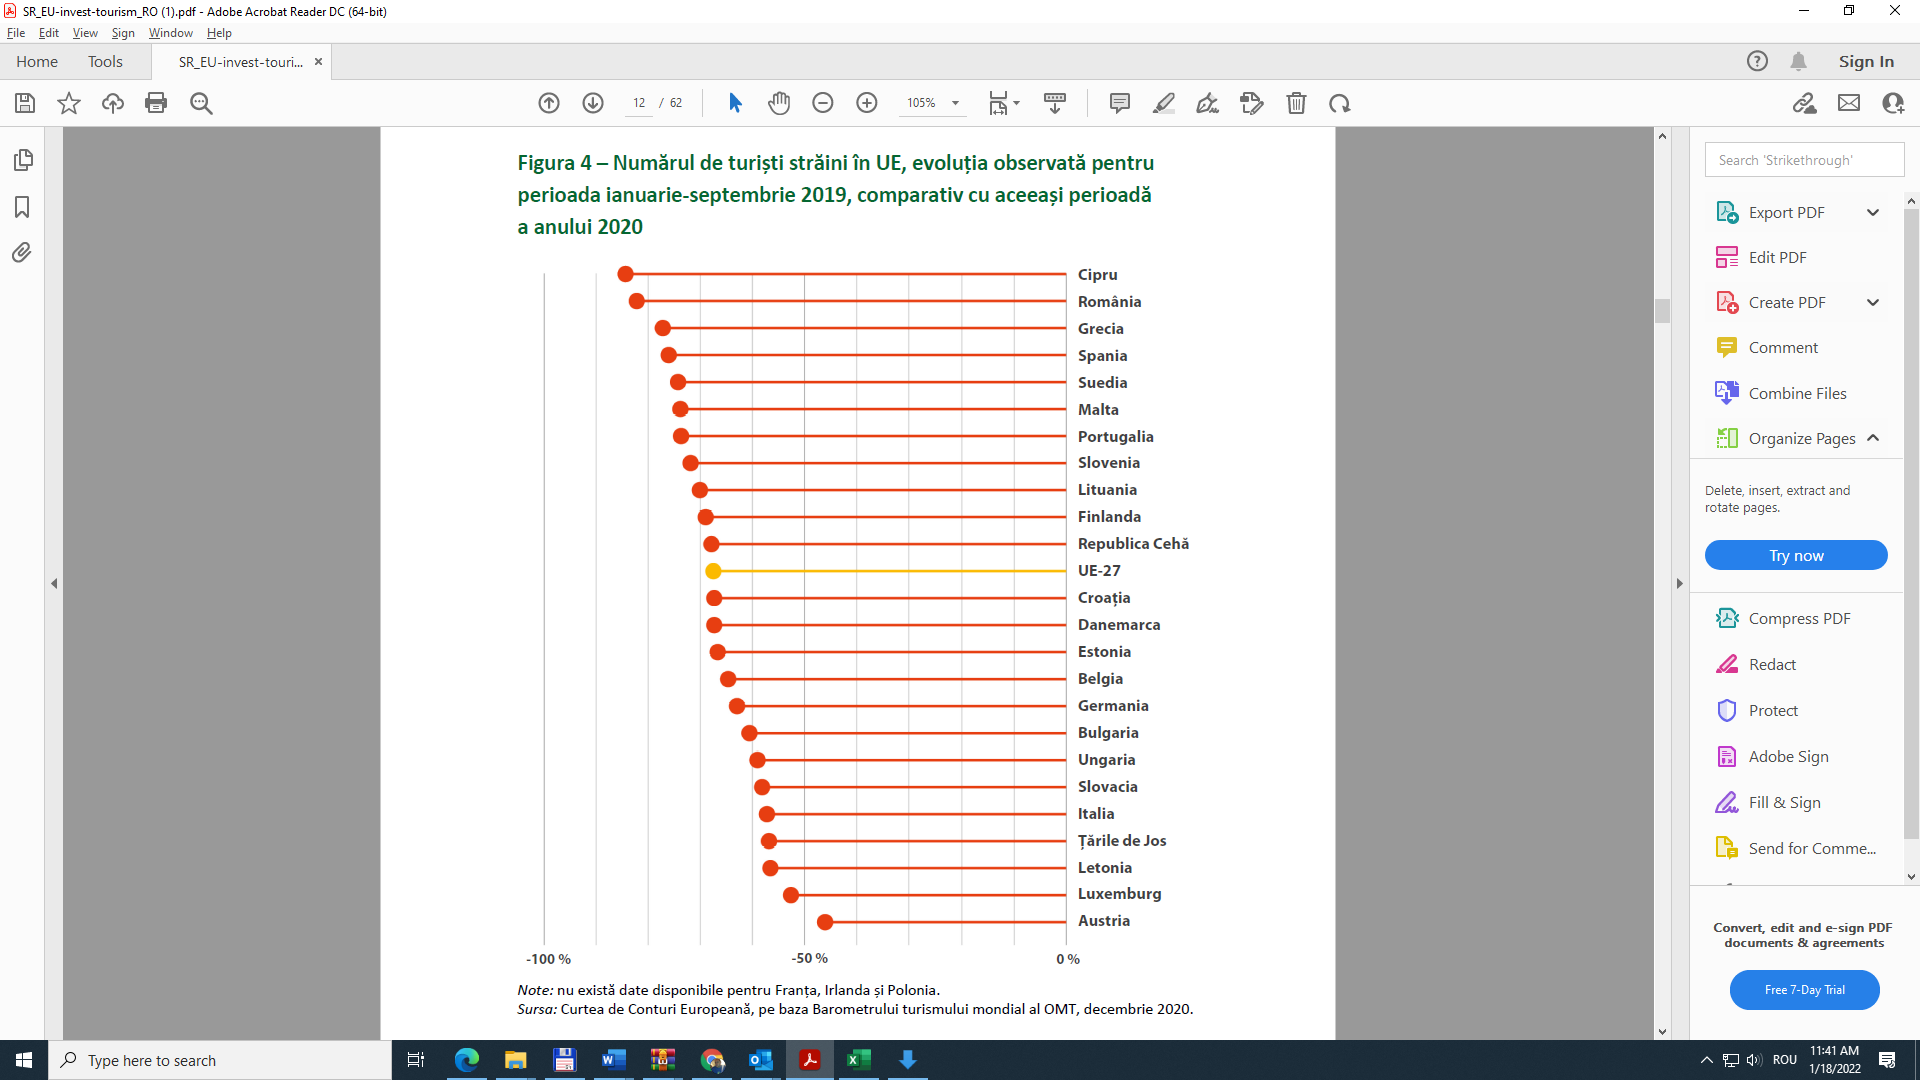 SR_EU-invest-tourism_RO (1).pdf - Adobe Acrobat Reader DC (64-bit)
File Edit View Sign Window Help
Home Tools SR_EU-invest-touri... Sign In
12 / 62 105%
Figura 4 – Numărul de turiști străini în UE, evoluția observată pentru
perioada ianuarie-septembrie 2019, comparativ cu aceeași perioadă
a anului 2020
Cipru
România
Grecia
Spania
Suedia
Malta
Portugalia
Slovenia
Lituania
Finlanda
Republica Cehă
UE-27
Croația
Danemarca
Estonia
Belgia
Germania
Bulgaria
Ungaria
Slovacia
Italia
Țările de Jos
Letonia
Luxemburg
Austria
-100 % -50 % 0 %
Note: nu există date disponibile pentru Franța, Irlanda și Polonia.
Sursa: Curtea de Conturi Europeană, pe baza Barometrului turismului mondial al OMT, decembrie 2020.
Search 'Strikethrough'
Export PDF
Edit PDF
Create PDF
Comment
Combine Files
Organize Pages
Delete, insert, extract and
rotate pages.
Try now
Compress PDF
Redact
Protect
Adobe Sign
Fill & Sign
Send for Comme...
Convert, edit and e-sign PDF
documents & agreements
Free 7-Day Trial
Type here to search
ROU
11:41 AM
1/18/2022